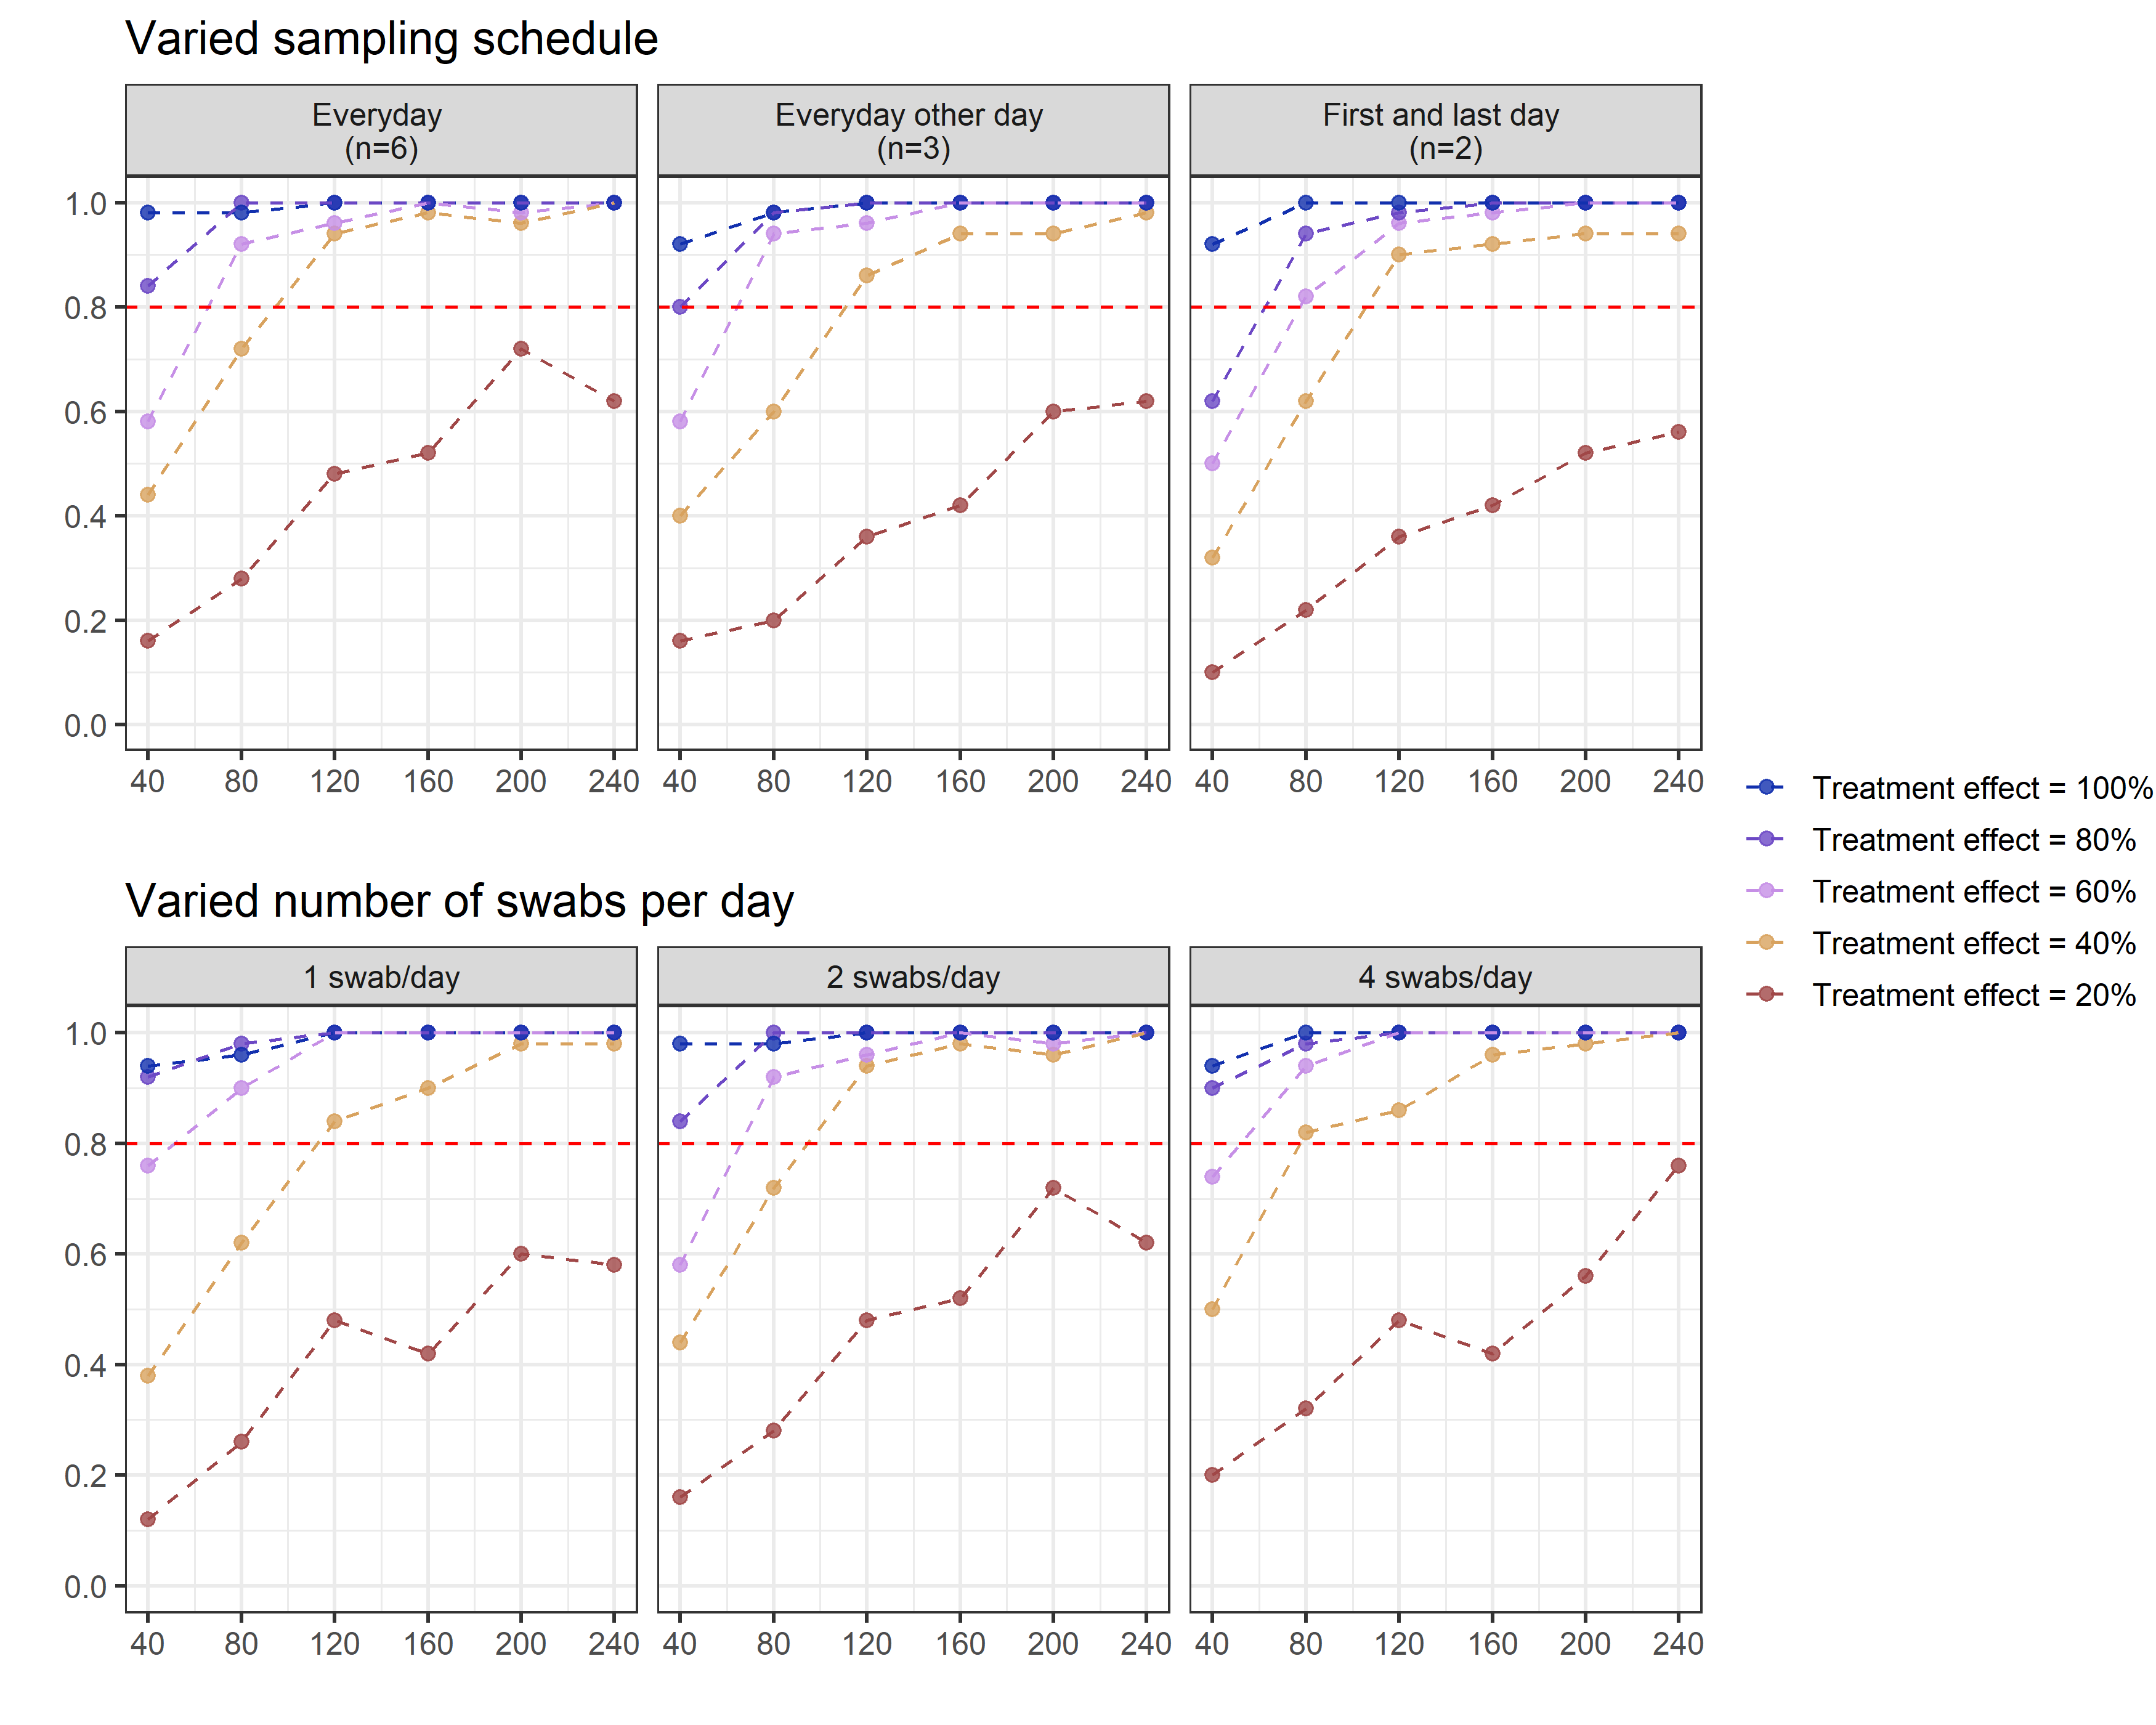 Varied sampling schedule
Everyday
(n=6)
Everyday other day
(n=3)
First and last day
(n=2)
1.0
0.8
0.6
0.4
0.2
0.0
40 80 120 160 200 240
40 80 120 160 200 240
40 80 120 160 200 240
Treatment effect = 100%
Treatment effect = 80%
Treatment effect = 60%
Treatment effect = 40%
Treatment effect = 20%
Varied number of swabs per day
1 swab/day
2 swabs/day
4 swabs/day
1.0
0.8
0.6
0.4
0.2
0.0
40 80 120 160 200 240
40 80 120 160 200 240
40 80 120 160 200 240